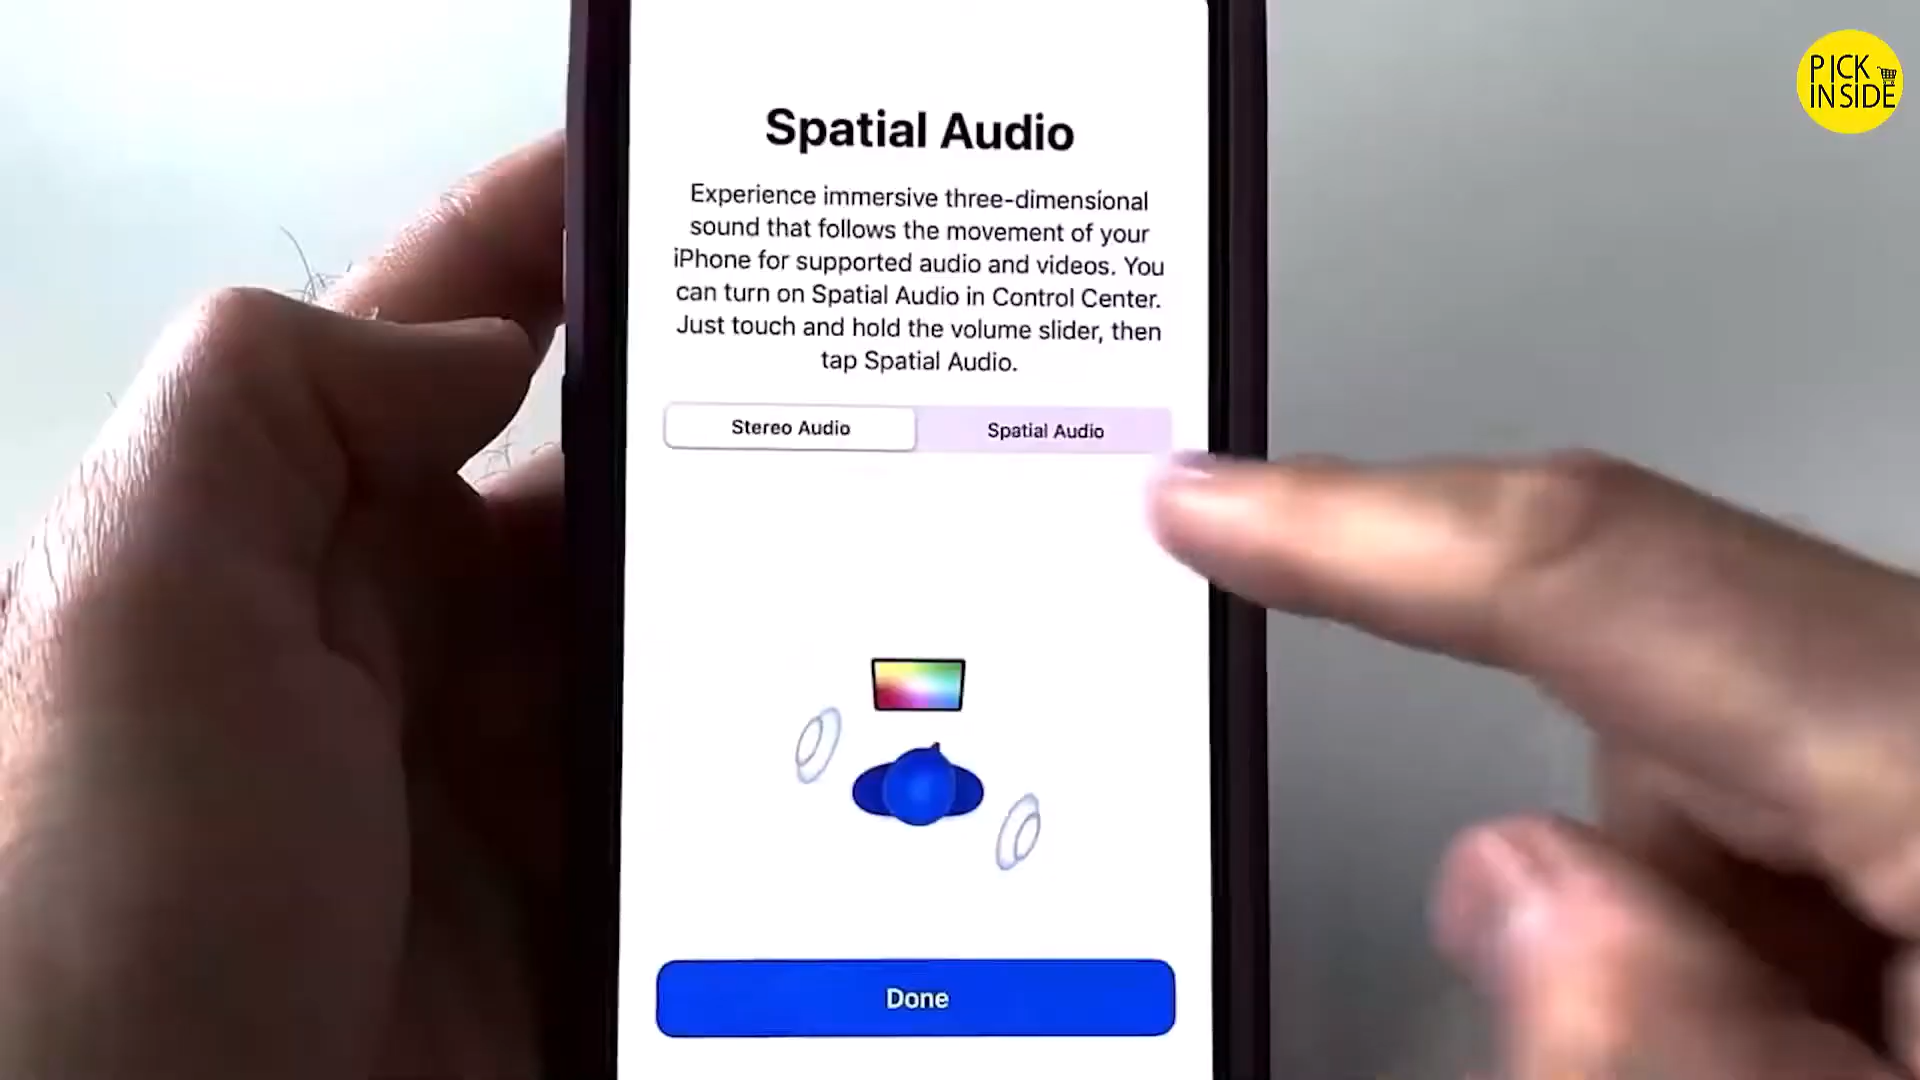 PICK
INSIDE
Spatial Audio
Experience immersive three-dimensional
sound that follows the movement of your
iPhone for supported audio and videos. You
can turn on Spatial Audio in Control Center.
Just touch and hold the volume slider, then
tap Spatial Audio.
Stereo Audio
Spatial Audio
Done